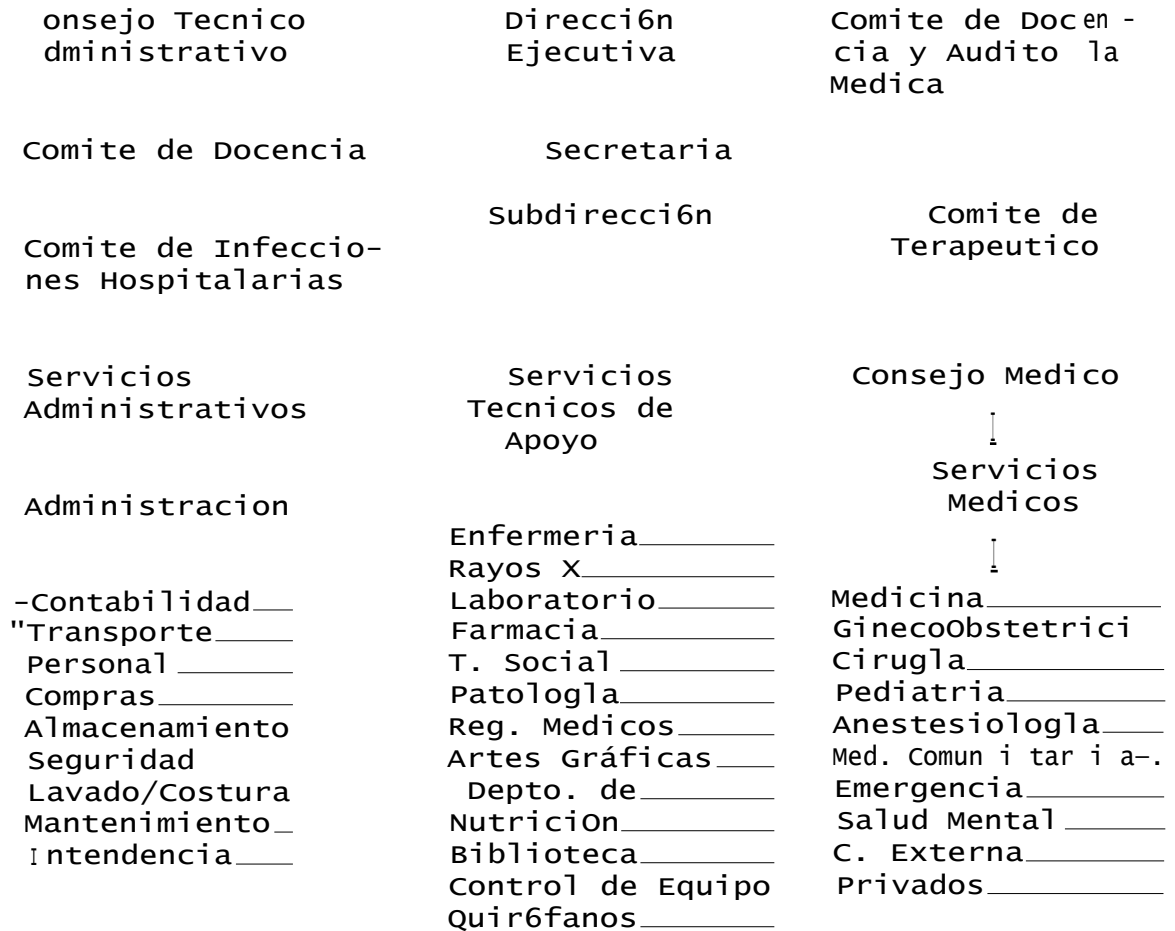 onsejo Tecnico
dministrativo
Direcci6n
Ejecutiva
Comite de Docen -
cia y Audito la
Medica
Comite de Docencia
Secretaria
Subdirecci6n
Comite de
Terapeutico
Comite de Infeccio-
nes Hospitalarias
Servicios
Administrativos
Servicios
Tecnicos de
Apoyo
Consejo Medico
Servicios
Medicos
Administracion
-Contabilidad
"Transporte
Personal
Compras
Almacenamiento
Seguridad
Lavado/Costura
Mantenimiento
Intendencia
Enfermeria
Rayos X
Laboratorio
Farmacia
T. Social
Patologla
Reg. Medicos
Artes Gráficas
Depto. de
NutriciOn
Biblioteca
Control de Equipo
Quir6fanos
Medicina
GinecoObstetrici
Cirugla
Pediatria
Anestesiologla
Med. Comun i tar i a—.
Emergencia
Salud Mental
C. Externa
Privados